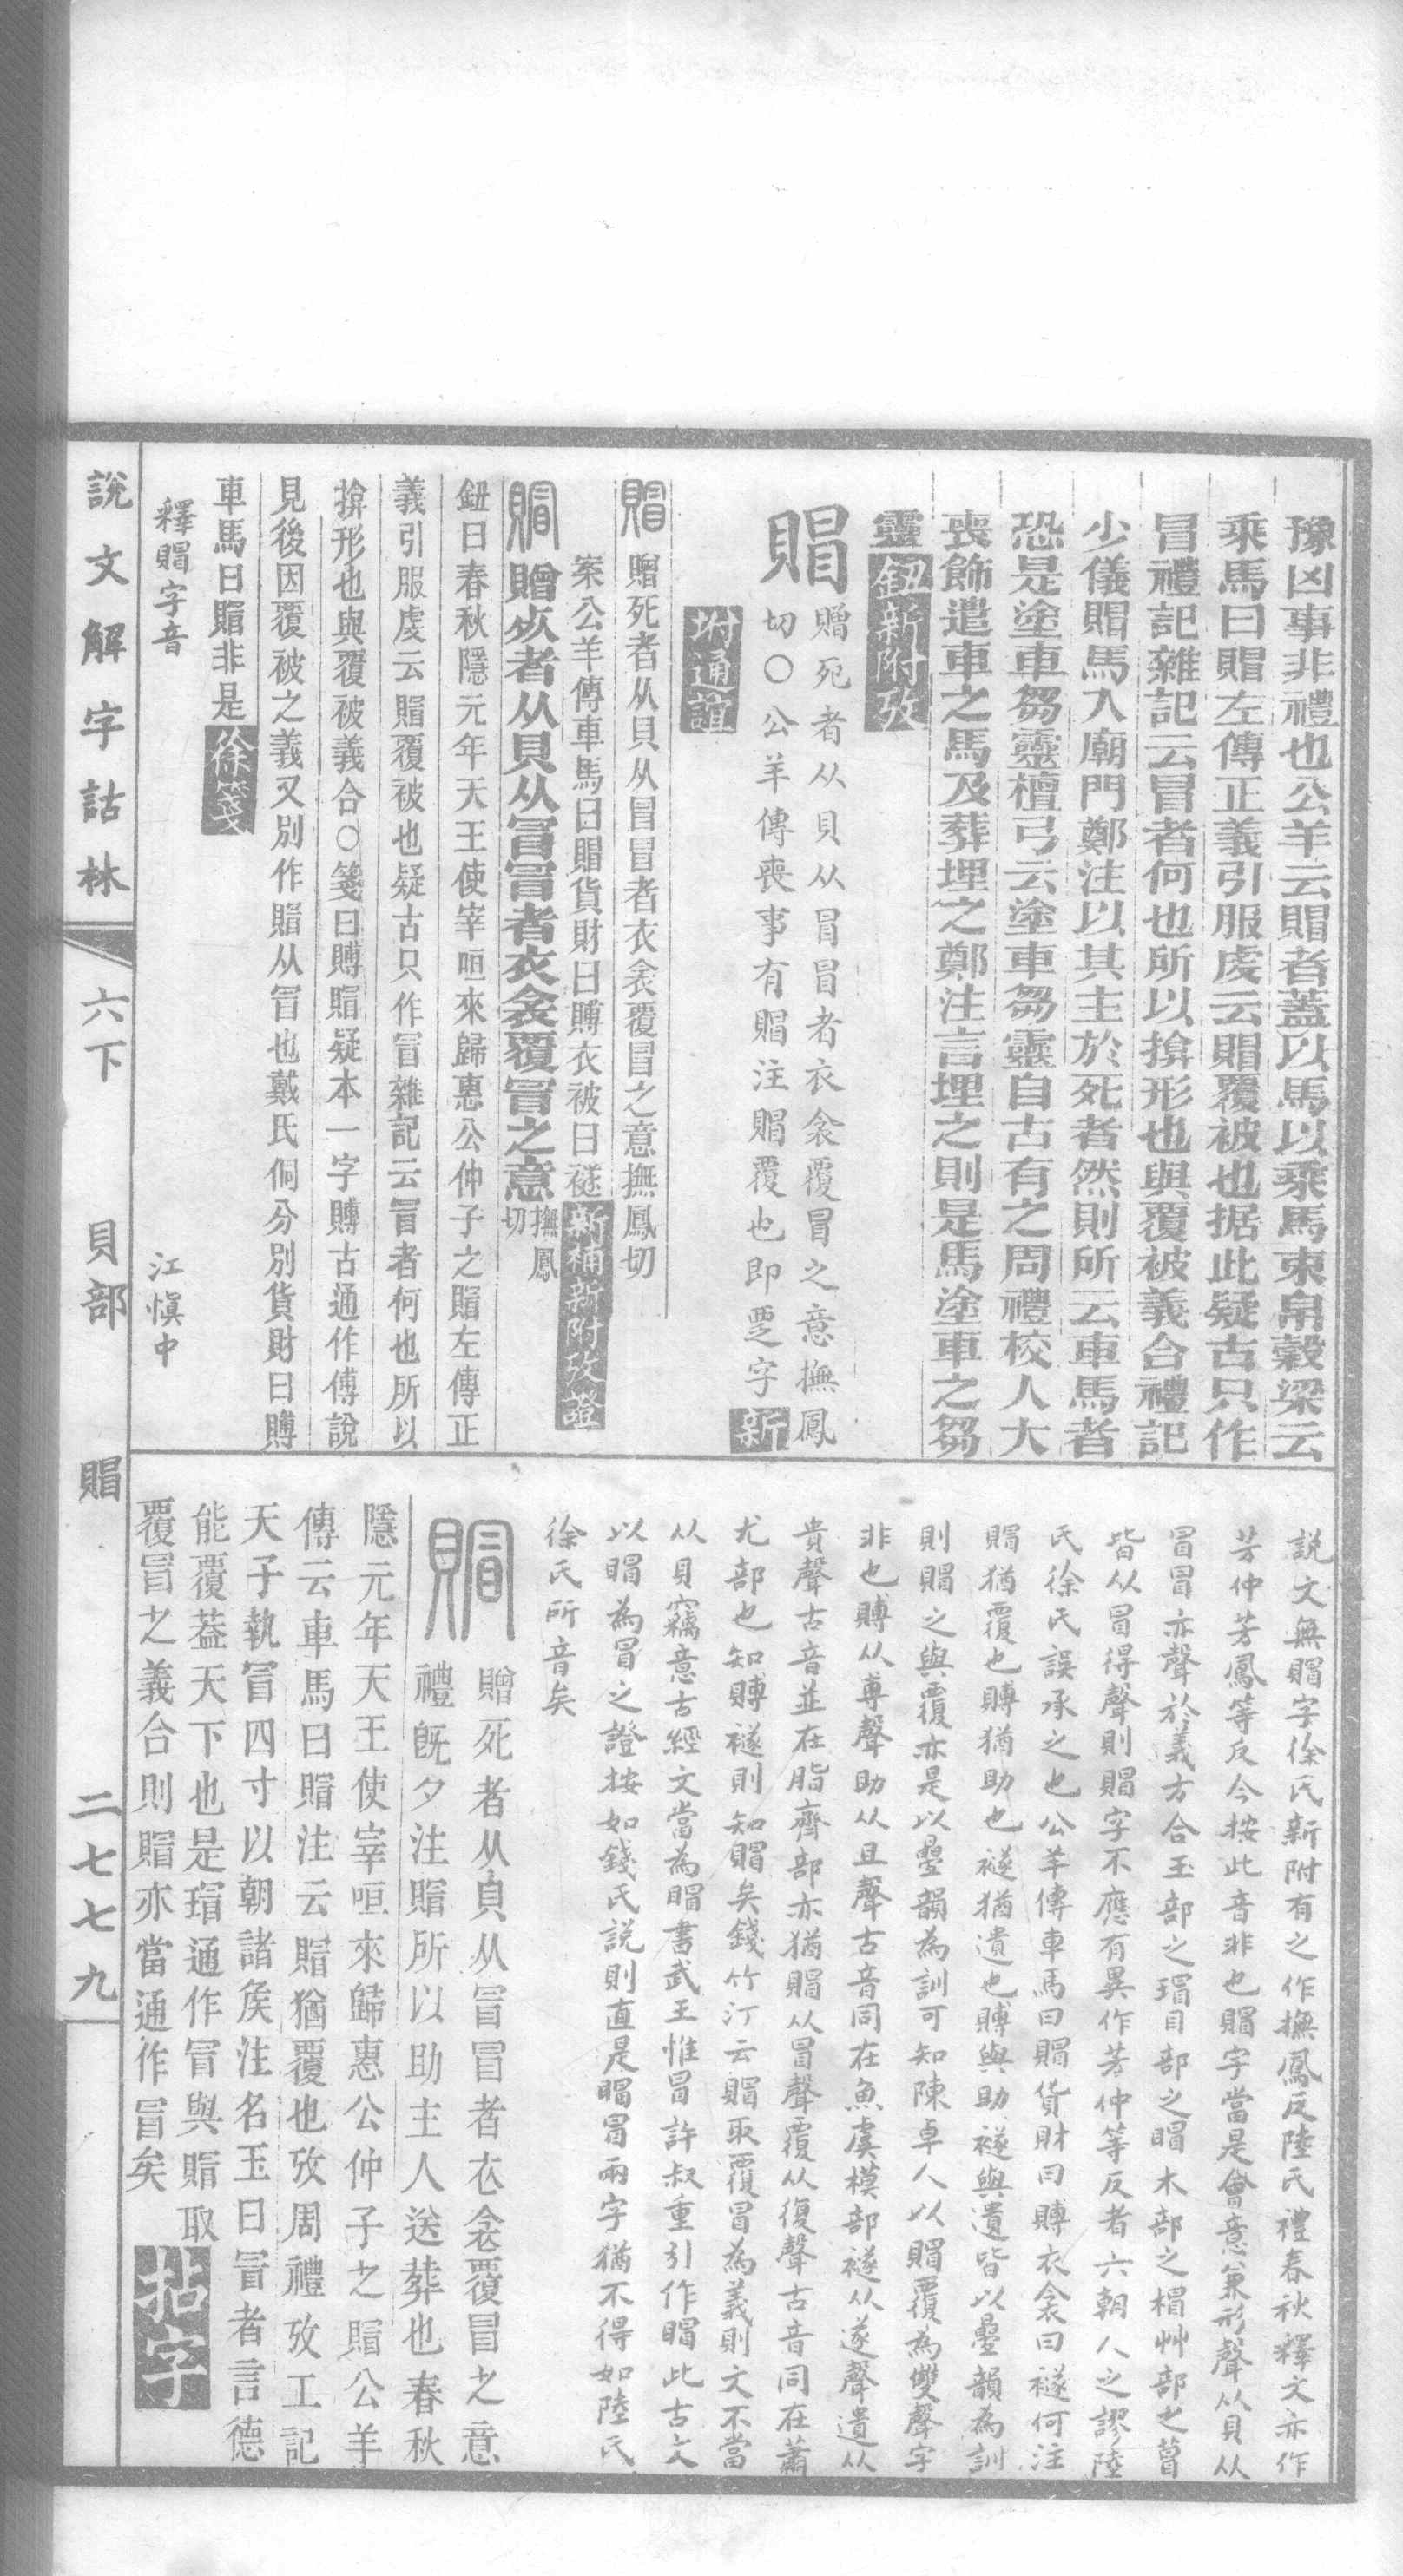 豫凶事非禮也公羊云賵者蓋以馬以乘馬束帛穀梁云
乘馬曰賵左傳正義引服虔云賵覆被也据此疑古只作
冒禮記雜記云冒者何也所以揜形也與覆被義合禮記
少儀賵馬入廟門鄭注以其主於死者然則所云車馬者
恐是塗車芻靈檀弓云塗車芻靈自古有之周禮校人大
喪飾遣車之馬及葬埋之鄭注言埋之則是馬塗車之芻
靈 鈕新附攷
賵 贈死者从貝从冒冒者衣衾覆冒之意撫鳳
切〇公羊傳喪事有賵注賵覆也即覂字 新
坿通誼
賵 贈死者从貝从冒冒者衣衾覆冒之意撫鳳切
案公羊傳車馬曰賵貨財曰賻衣被曰襚 新補新附攷證
賵 贈死者从貝从冒冒者衣衾覆冒之意 撫鳳切
鈕曰春秋隱元年天王使宰咺來歸惠公仲子之賵左傳正
義引服虔云賵覆被也疑古只作冒雜記云冒者何也所以
揜形也與覆被義合〇箋曰賻賵疑本一字賻古通作傅說
見後因覆被之義又別作賵从冒也戴氏侗分別貨財曰賻
車馬曰賵非是 徐箋
釋賵字音 江愼中
說文無賵字徐氏新附有之作撫鳳反陸氏禮春秋釋文亦作
芳仲芳鳳等反今按此音非也賵字當是會意兼形聲从貝从
冒冒亦聲於義方合玉部之瑁目部之瞐木部之楣艸部之萺
皆从冒得聲則賵字不應有異作芳仲等反者六朝人之謬陸
氏徐氏誤承之也公羊傳車馬曰賵貨財曰賻衣衾曰襚何注
賵猶覆也賻猶助也襚猶遺也賻與助襚與遺皆以疊韻為訓
則賵之與覆亦是以疊韻為訓可知陳卓人以賵覆為雙聲字
非也賻从尃聲助从且聲古音同在魚虞模部襚从遂聲遺从
貴聲古音並在脂齊部亦猶賵从冒聲覆从復聲古音同在蕭
尤部也知賻襚則知賵矣錢竹汀云賵取覆冒為義則文不當
从貝竊意古經文當為瞐書武王惟冒許叔重引作瞐此古文
以瞐為冒之證按如錢氏說則直是瞐冒兩字猶不得如陸氏
徐氏所音矣
賵 贈死者从貝从冒冒者衣衾覆冒之意
禮旣夕注賵所以助主人送葬也春秋
隱元年天王使宰咺來歸惠公仲子之賵公羊
傳云車馬曰賵注云賵猶覆也攷周禮攷工記
天子執冒四寸以朝諸矦注名玉曰冒者言德
能覆葢天下也是瑁通作冒與賵取
覆冒之義合則賵亦當通作冒矣 拈字
說文解字詁林 六下 貝部 賵 二七七九